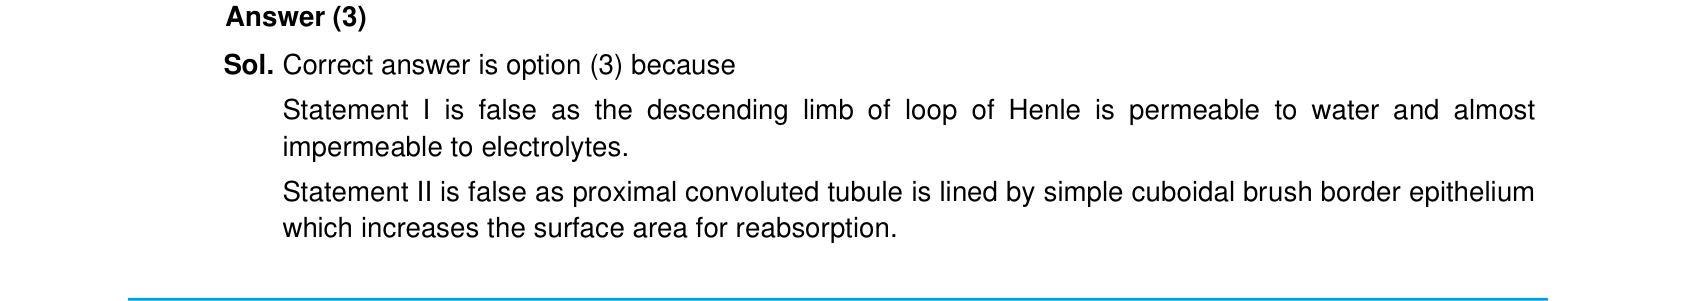 Answer (3)
Sol. Correct answer is option (3) because
Statement I is false as the descending limb of loop of Henle is permeable to water and almost
impermeable to electrolytes.
Statement II is false as proximal convoluted tubule is lined by simple cuboidal brush border epithelium
which increases the surface area for reabsorption.